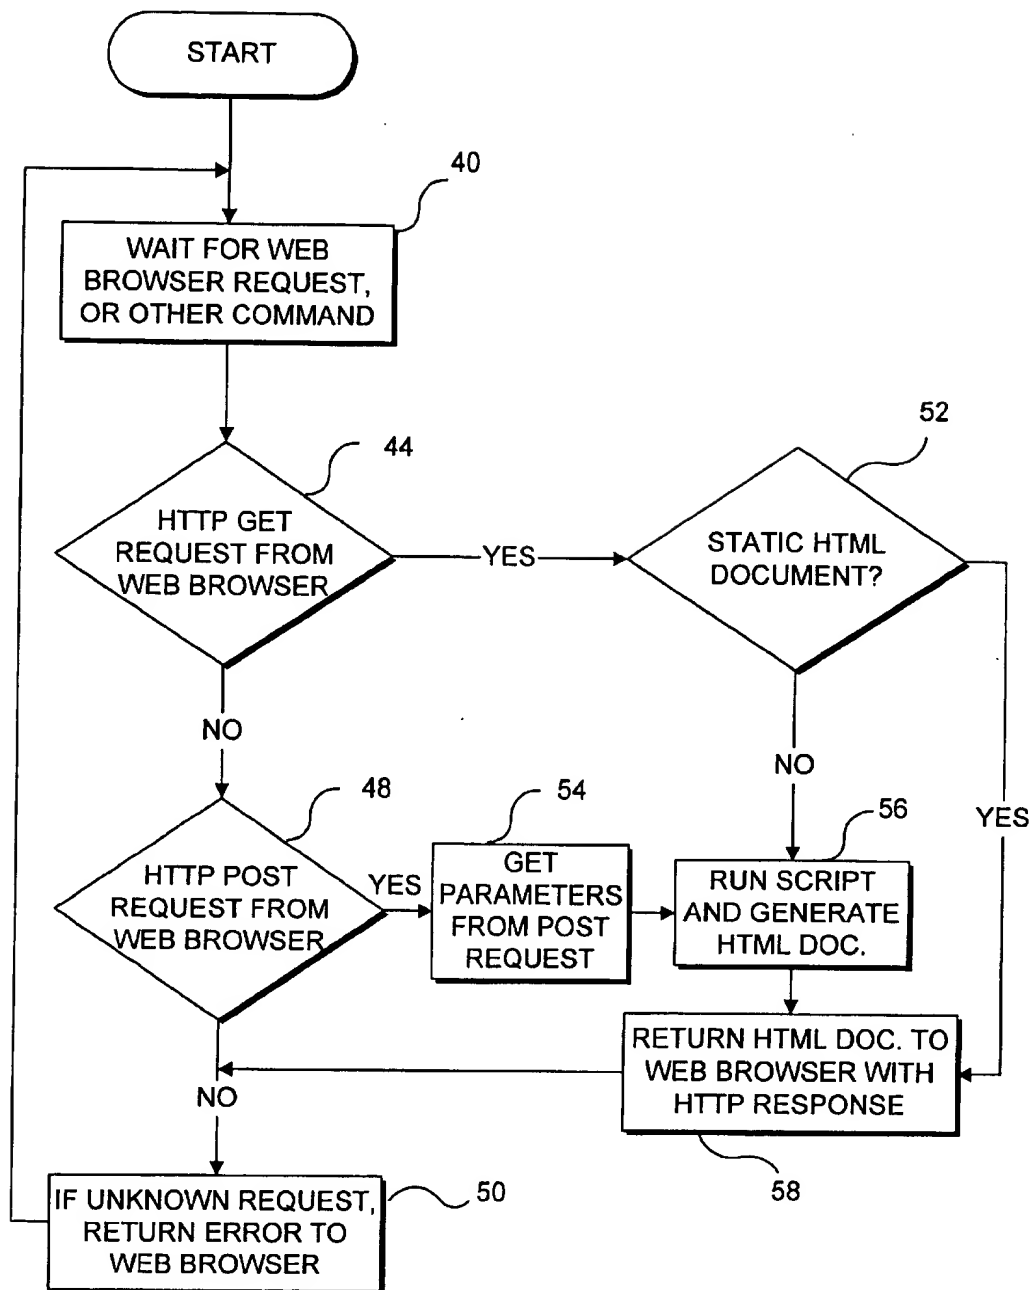 START
40
WAIT FOR WEB
BROWSER REQUEST,
OR OTHER COMMAND
44
HTTP GET
REQUEST FROM
WEB BROWSER
YES
52
STATIC HTML
DOCUMENT?
NO
NO
YES
48
HTTP POST
REQUEST FROM
WEB BROWSER
YES
54
GET
PARAMETERS
FROM POST
REQUEST
56
RUN SCRIPT
AND GENERATE
HTML DOC.
RETURN HTML DOC. TO
WEB BROWSER WITH
HTTP RESPONSE
58
NO
IF UNKNOWN REQUEST,
RETURN ERROR TO
WEB BROWSER
50